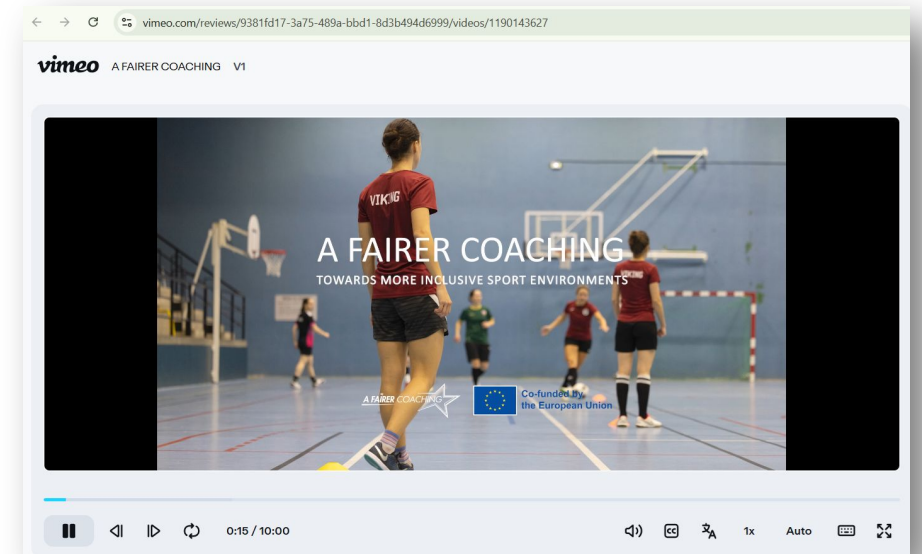 vimeo.com/reviews/9381fd17-3a75-489a-bbd1-8d3b494d6999/videos/1190143627
vimeo A FAIRER COACHING V1
VIKING
A FAIRER COACHING
VIKING
TOWARDS MORE INCLUSIVE SPORT ENVIRONMENTS
A FAIRER COACHING
Co-funded by
the European Union
0:15 / 10:00
CC
1x
Auto